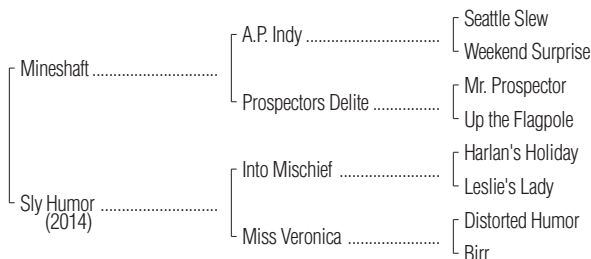 Seattle Slew
A.P. Indy
Weekend Surprise
Mineshaft
Mr. Prospector
Prospectors Delite
Up the Flagpole
Harlan's Holiday
Into Mischief
Leslie's Lady
Sly Humor
(2014)
Distorted Humor
Miss Veronica
Birr